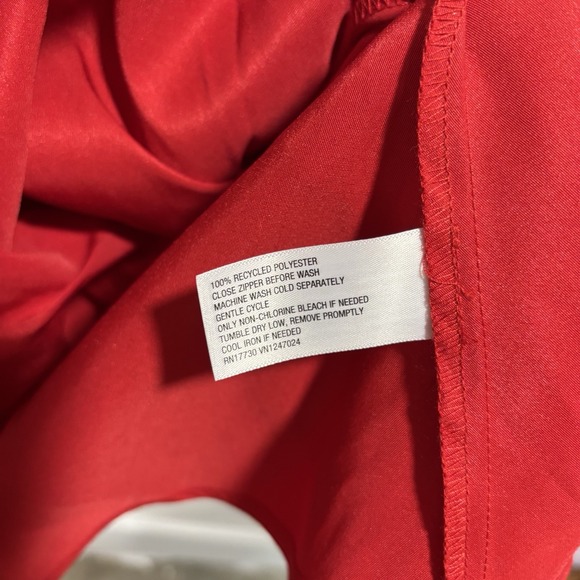 100% RECYCLED POLYESTER
CLOSE ZIPPER BEFORE WASH
MACHINE WASH COLD SEPARATELY
GENTLE CYCLE
ONLY NON-CHLORINE BLEACH IF NEEDED
TUMBLE DRY LOW, REMOVE PROMPTLY
COOL IRON IF NEEDED
RN17730 VN1247024